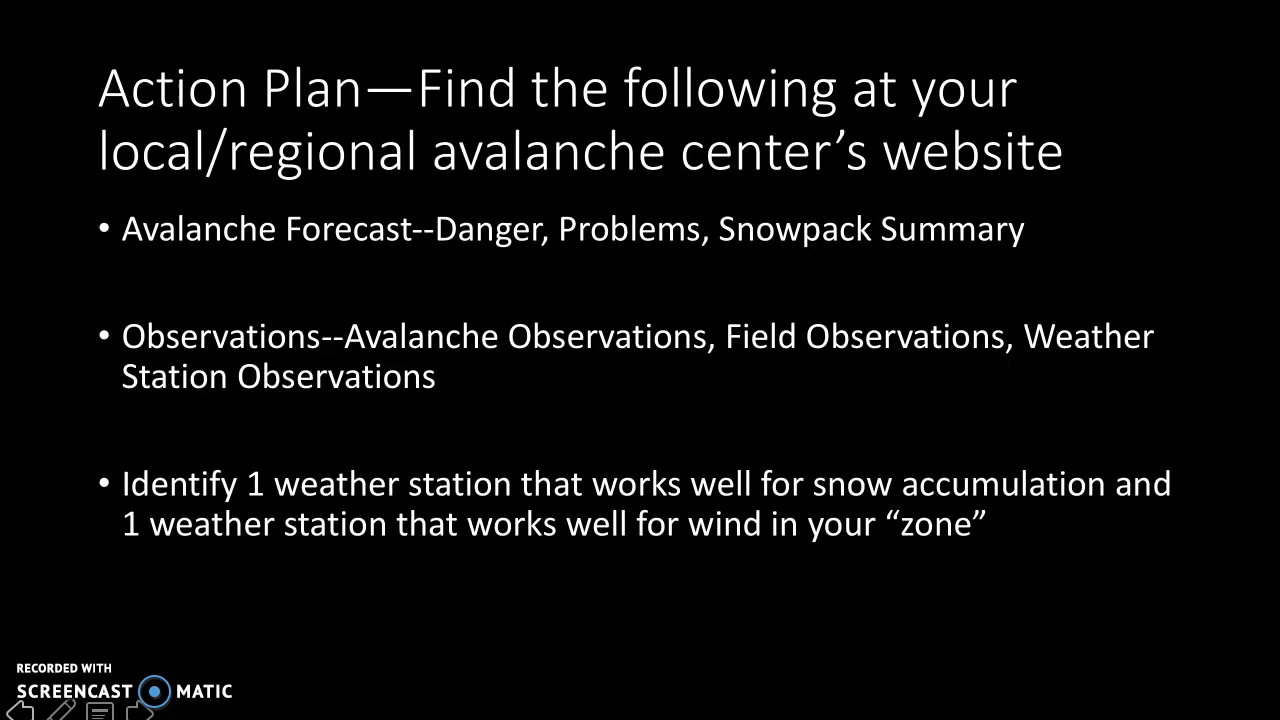 Action Plan—Find the following at your
local/regional avalanche center’s website
• Avalanche Forecast--Danger, Problems, Snowpack Summary
• Observations--Avalanche Observations, Field Observations, Weather
Station Observations
• Identify 1 weather station that works well for snow accumulation and
1 weather station that works well for wind in your “zone”
RECORDED WITH
SCREENCAST MATIC